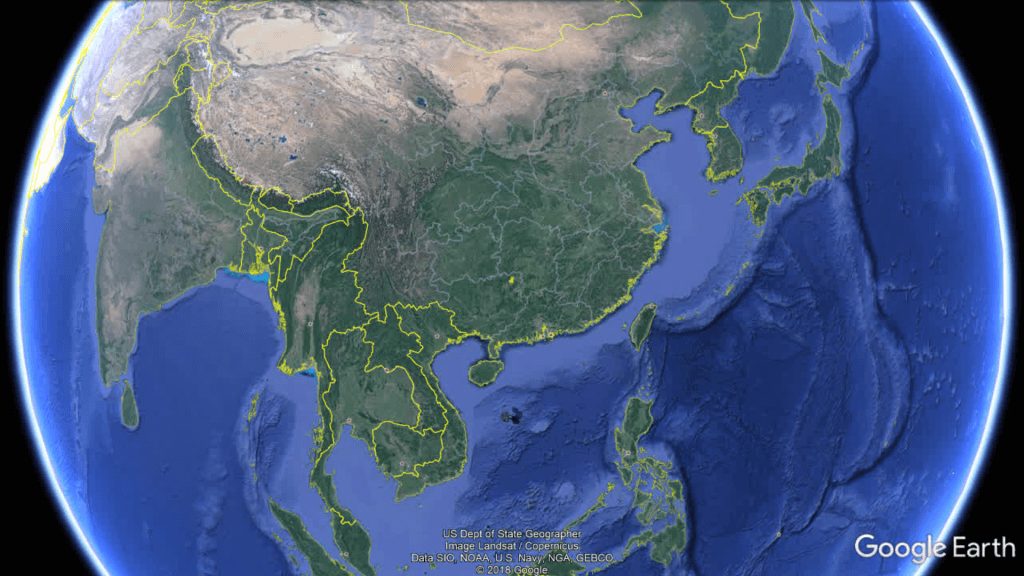 US Dept of State Geographer
Image Landsat / Copernicus
Data SIO, NOAA, U.S. Navy, NGA, GEBCO
© 2018 Google
Google Earth